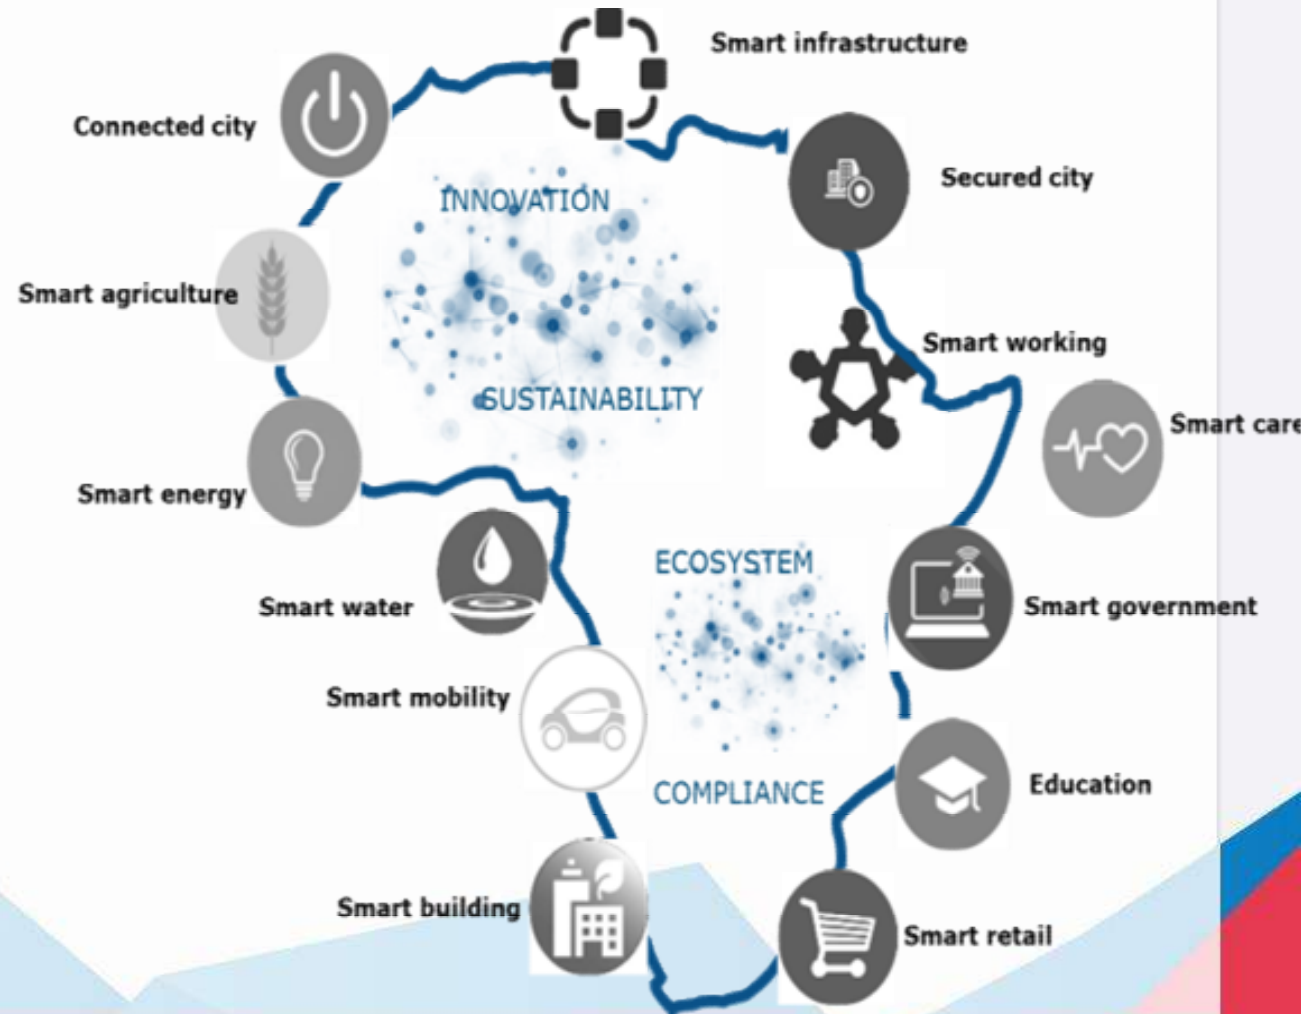 Smart infrastructure
Connected city
Secured city
INNOVATION
Smart agriculture
Smart working
SUSTAINABILITY
Smart care
Smart energy
ECOSYSTEM
Smart water
Smart government
Smart mobility
COMPLIANCE
Education
Smart building
Smart retail